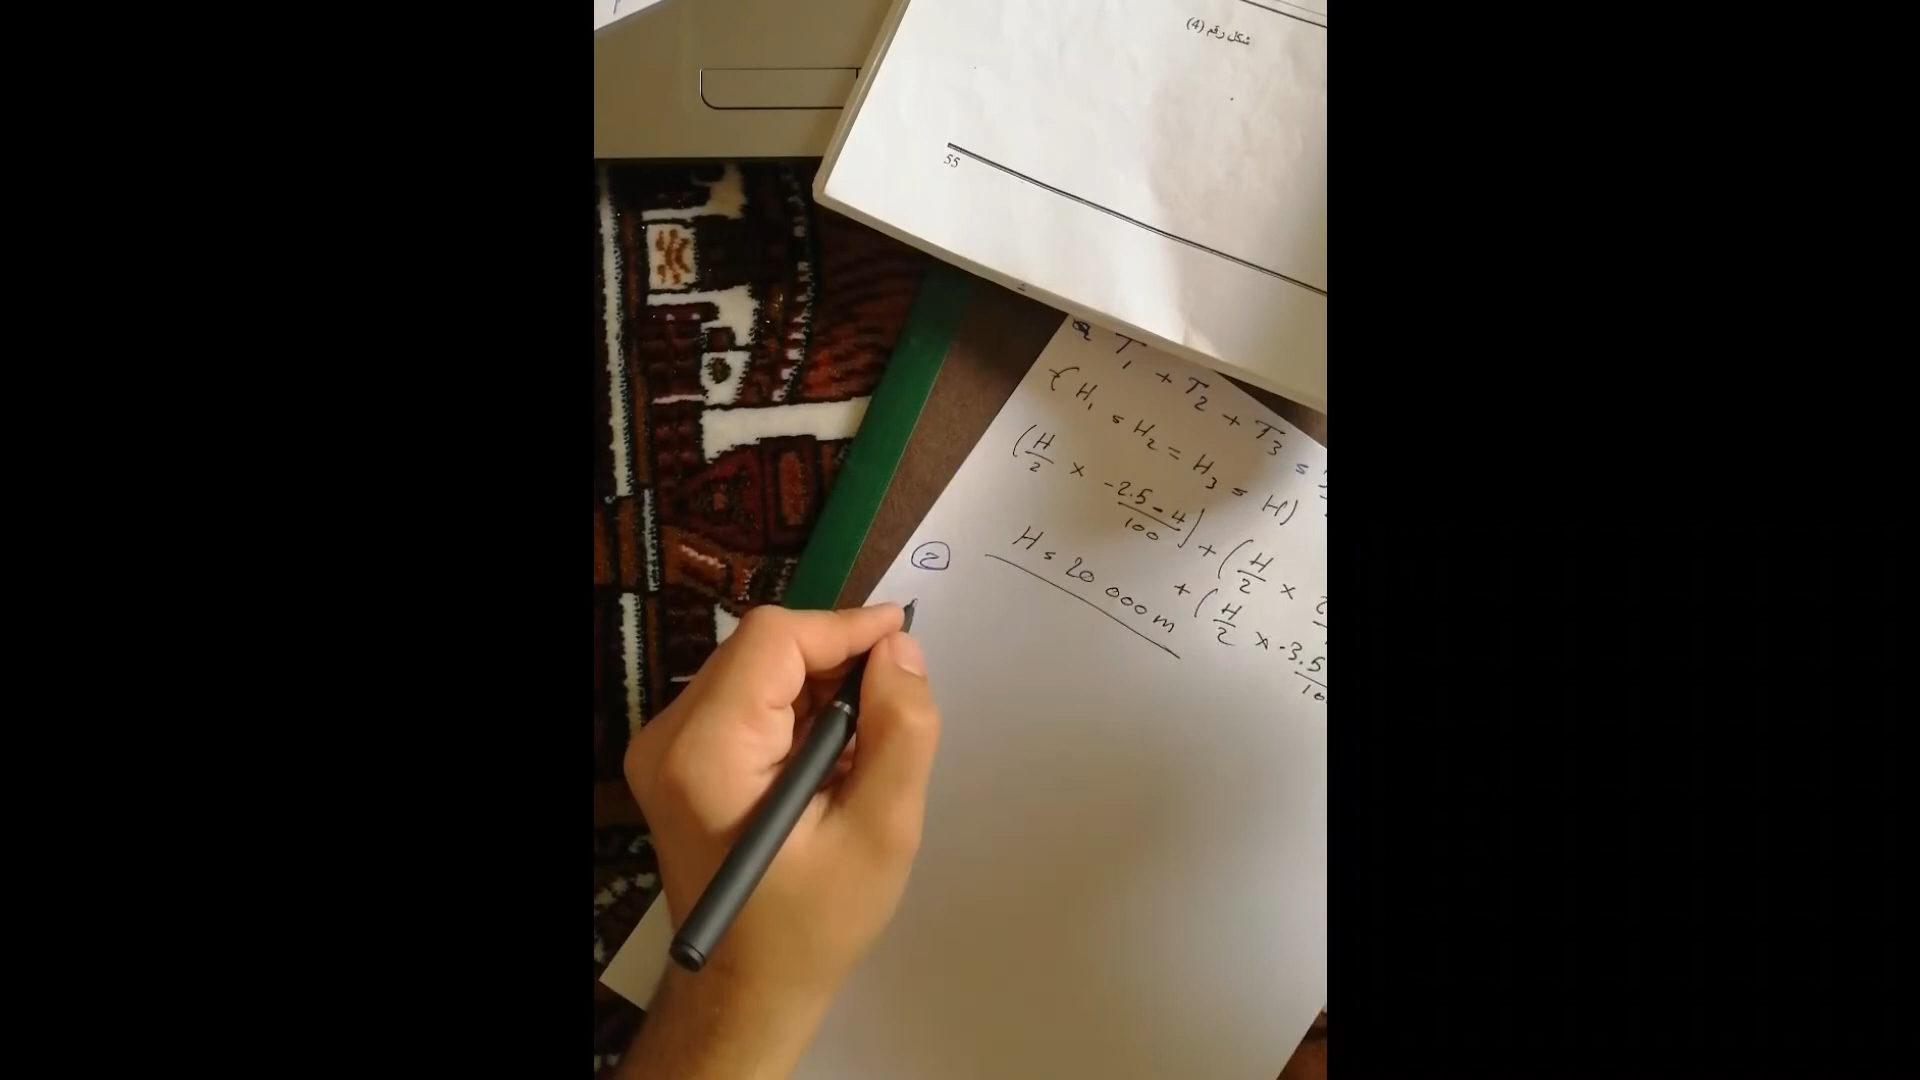 شكل رقم (4)
55
T₁ + T₂ + T₃ =
(H₁ = H₂ = H₃ = H)
(H/2 × -2.5-4/100) + (H/2 ×
+ (H/2 × -3.5
H = 20 000 m
②